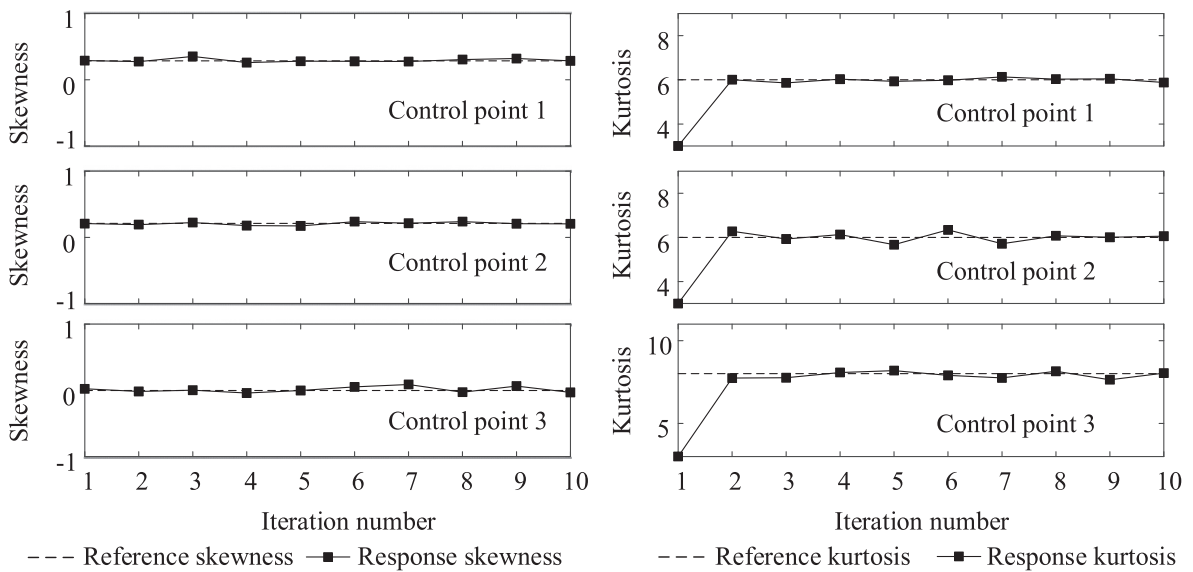 1
0
-1
Skewness
Control point 1
1
0
-1
Skewness
Control point 2
1
0
-1
Skewness
Control point 3
1 2 3 4 5 6 7 8 9 10
Iteration number
Reference skewness Response skewness
8
6
4
Kurtosis
Control point 1
8
6
4
Kurtosis
Control point 2
10
5
Kurtosis
Control point 3
1 2 3 4 5 6 7 8 9 10
Iteration number
Reference kurtosis Response kurtosis